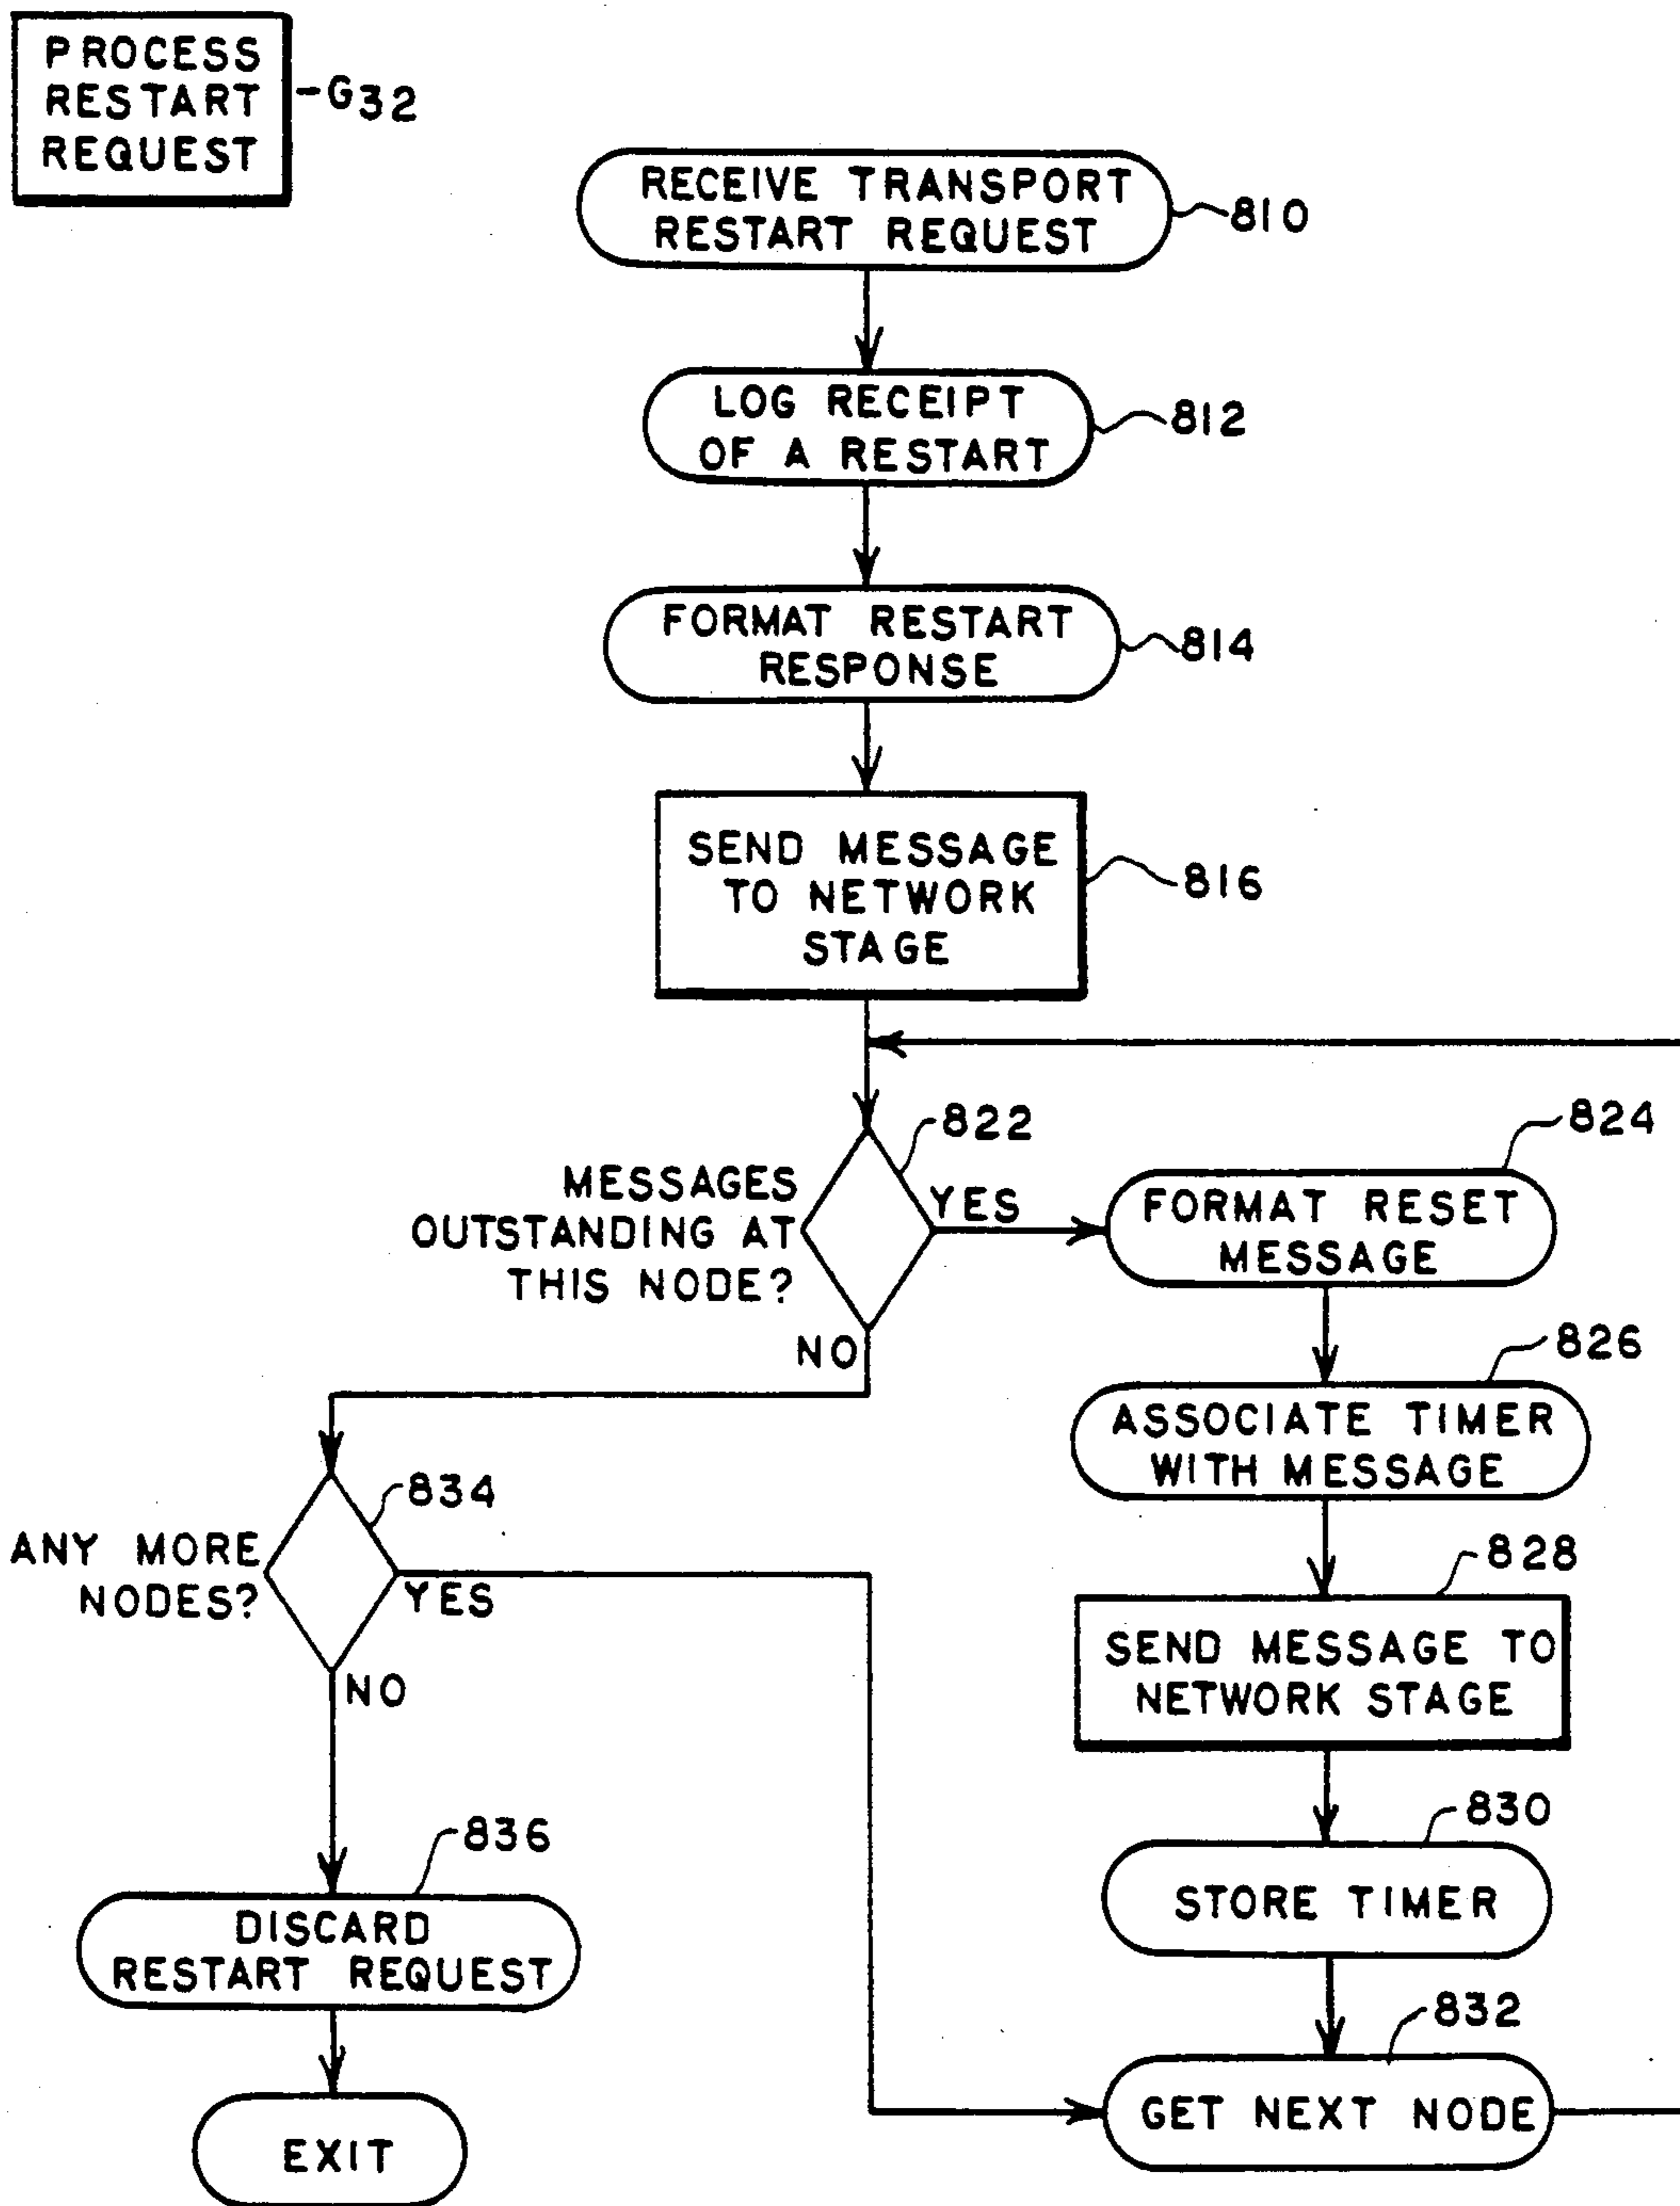 PROCESS
RESTART
REQUEST
-G32
RECEIVE TRANSPORT
RESTART REQUEST
810
LOG RECEIPT
OF A RESTART
812
FORMAT RESTART
RESPONSE
814
SEND MESSAGE
TO NETWORK
STAGE
816
822
MESSAGES
OUTSTANDING AT
THIS NODE?
YES
NO
824
FORMAT RESET
MESSAGE
826
ASSOCIATE TIMER
WITH MESSAGE
828
SEND MESSAGE TO
NETWORK STAGE
830
STORE TIMER
832
GET NEXT NODE
834
ANY MORE
NODES?
YES
NO
836
DISCARD
RESTART REQUEST
EXIT